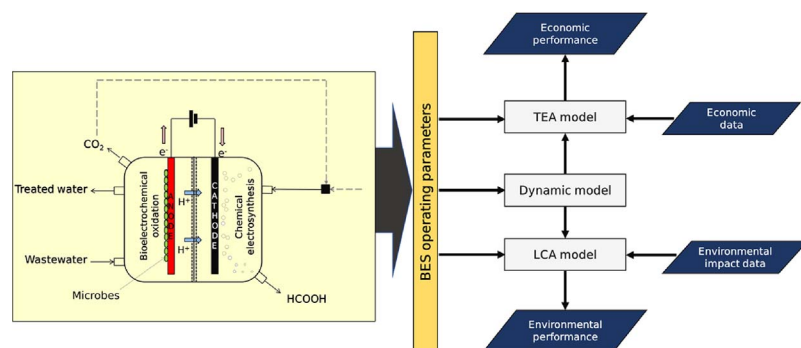 Economic
performance
TEA model
Economic
data
BES operating parameters
Dynamic model
LCA model
Environmental
impact data
Environmental
performance
CO2
e-
e-
Treated water
Wastewater
Microbes
Bioelectrochemical
oxidation
H+
H+
CATHODE
Chemical
electrosynthesis
HCOOH